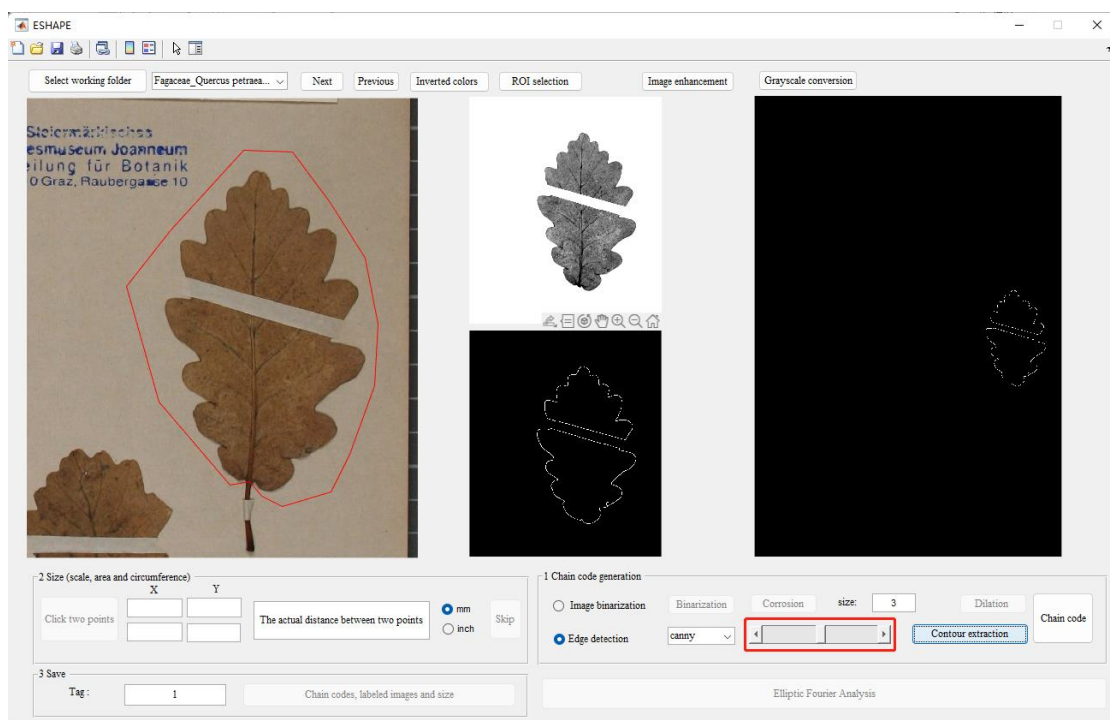 ESHAPE
Select working folder
Fagaceae_Quercus petraea...
Next
Previous
Inverted colors
ROI selection
Image enhancement
Grayscale conversion
Steiermärkisches
esmuseum Joanneum
eilung für Botanik
0 Graz, Raubergasse 10
2 Size (scale, area and circumference)
X Y
Click two points
The actual distance between two points
mm
inch
Skip
1 Chain code generation
Image binarization
Binarization
Corrosion
size:
3
Dilation
Edge detection
canny
Contour extraction
Chain code
3 Save
Tag :
1
Chain codes, labeled images and size
Elliptic Fourier Analysis